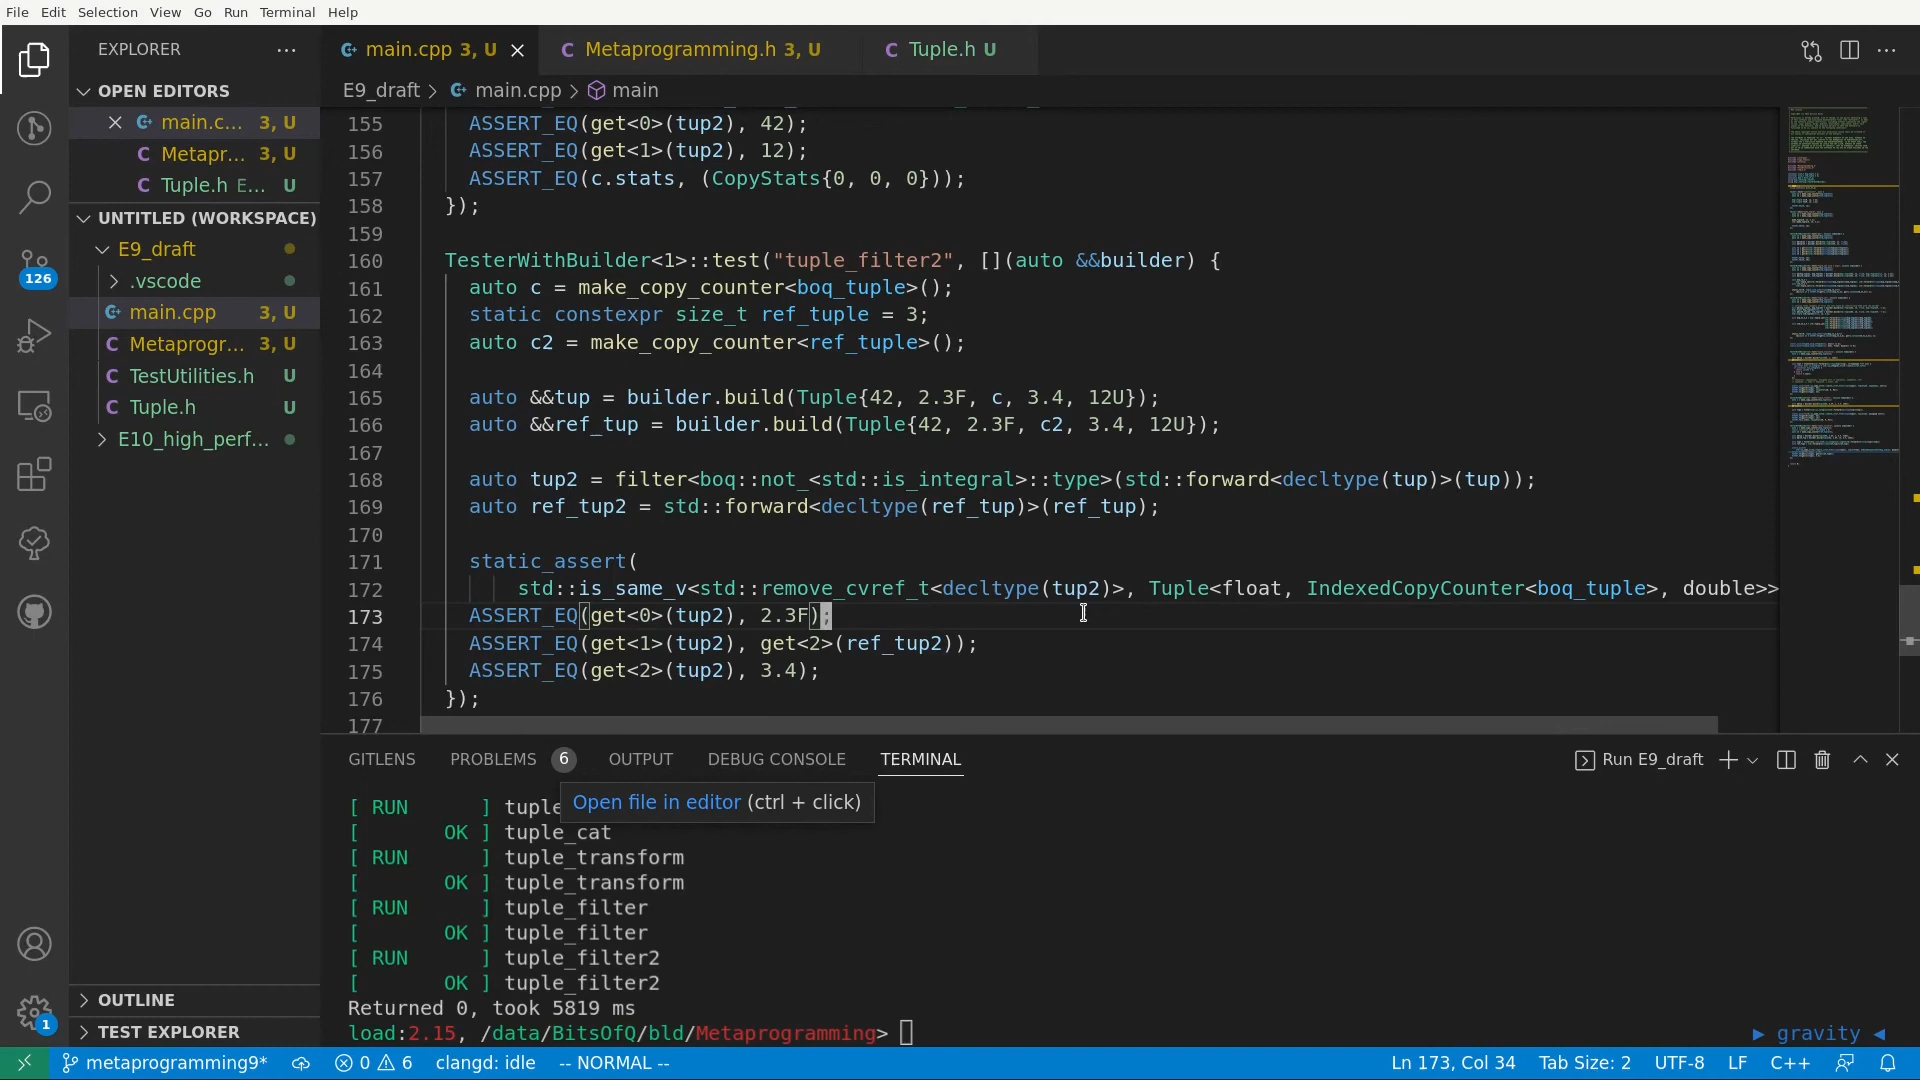 File Edit Selection View Go Run Terminal Help
EXPLORER
main.cpp 3, U
Metaprogramming.h 3, U
Tuple.h U
OPEN EDITORS
main.c... 3, U
Metapr... 3, U
Tuple.h E... U
UNTITLED (WORKSPACE)
E9_draft
.vscode
main.cpp 3, U
Metaprogr... 3, U
TestUtilities.h U
Tuple.h U
E10_high_perf...
OUTLINE
TEST EXPLORER
126
1
E9_draft > main.cpp > main
155 ASSERT_EQ(get<0>(tup2), 42);
156 ASSERT_EQ(get<1>(tup2), 12);
157 ASSERT_EQ(c.stats, (CopyStats{0, 0, 0}));
158 });
159
160 TesterWithBuilder<1>::test("tuple_filter2", [](auto &&builder) {
161 auto c = make_copy_counter<boq_tuple>();
162 static constexpr size_t ref_tuple = 3;
163 auto c2 = make_copy_counter<ref_tuple>();
164
165 auto &&tup = builder.build(Tuple{42, 2.3F, c, 3.4, 12U});
166 auto &&ref_tup = builder.build(Tuple{42, 2.3F, c2, 3.4, 12U});
167
168 auto tup2 = filter<boq::not_<std::is_integral>::type>(std::forward<decltype(tup)>(tup));
169 auto ref_tup2 = std::forward<decltype(ref_tup)>(ref_tup);
170
171 static_assert(
172 std::is_same_v<std::remove_cvref_t<decltype(tup2)>, Tuple<float, IndexedCopyCounter<boq_tuple>, double>>
173 ASSERT_EQ(get<0>(tup2), 2.3F);
174 ASSERT_EQ(get<1>(tup2), get<2>(ref_tup2));
175 ASSERT_EQ(get<2>(tup2), 3.4);
176 });
177
GITLENS PROBLEMS 6 OUTPUT DEBUG CONSOLE TERMINAL Run E9_draft
Open file in editor (ctrl + click)
[ RUN ] tuple
[ OK ] tuple_cat
[ RUN ] tuple_transform
[ OK ] tuple_transform
[ RUN ] tuple_filter
[ OK ] tuple_filter
[ RUN ] tuple_filter2
[ OK ] tuple_filter2
Returned 0, took 5819 ms
load:2.15, /data/BitsOfQ/bld/Metaprogramming>
▶ gravity ◀
metaprogramming9* 0 6 clangd: idle -- NORMAL -- Ln 173, Col 34 Tab Size: 2 UTF-8 LF C++